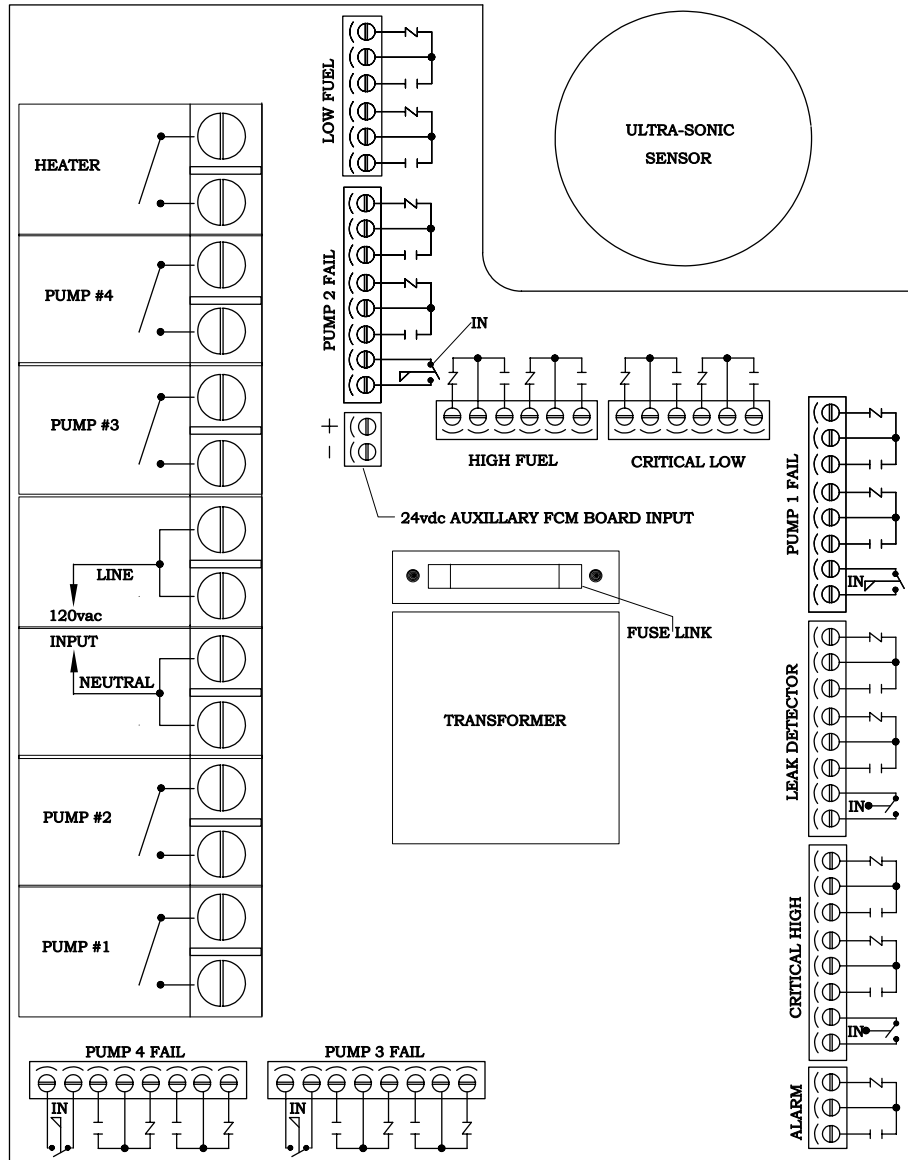 LOW FUEL
ULTRA-SONIC
SENSOR
HEATER
PUMP #4
PUMP 2 FAIL
IN
PUMP #3
+
-
HIGH FUEL
CRITICAL LOW
PUMP 1 FAIL
IN
24vdc AUXILLARY FCM BOARD INPUT
LINE
120vac
INPUT
NEUTRAL
FUSE LINK
TRANSFORMER
LEAK DETECTOR
IN
PUMP #2
PUMP #1
CRITICAL HIGH
IN
PUMP 4 FAIL
IN
PUMP 3 FAIL
IN
ALARM